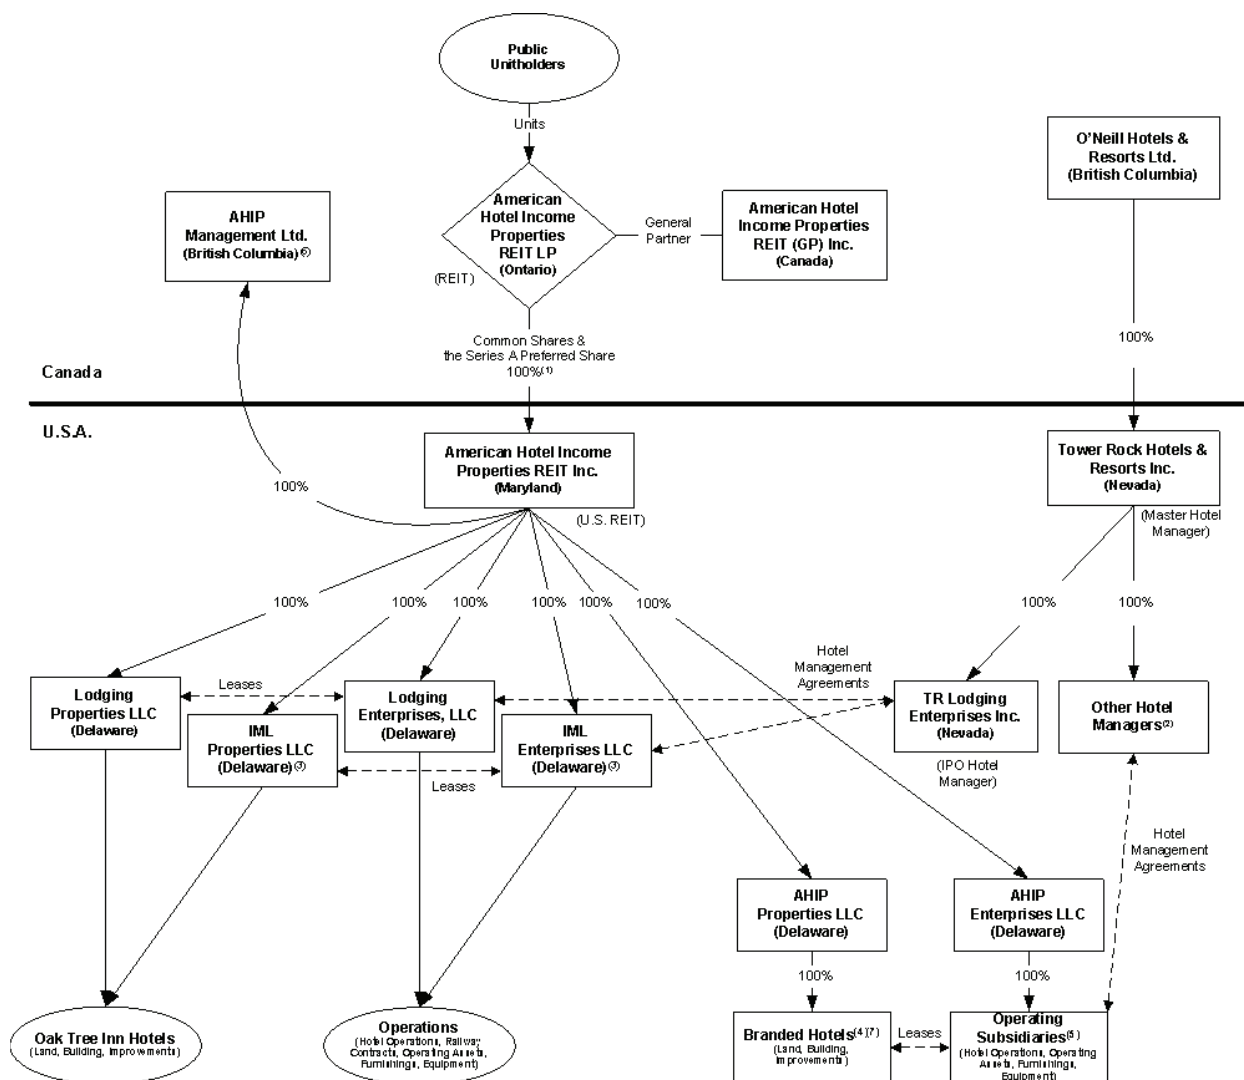 Public
Unitholders
Units
O'Neill Hotels &
Resorts Ltd.
(British Columbia)
AHIP
Management Ltd.
(British Columbia)
American
Hotel Income
Properties
REIT LP
(Ontario)
(REIT)
General
Partner
American Hotel
Income Properties
REIT (GP) Inc.
(Canada)
Common Shares &
the Series A Preferred Share
100%(1)
100%
Canada
U.S.A.
American Hotel Income
Properties REIT Inc.
(Maryland)
(U.S. REIT)
100%
Tower Rock Hotels &
Resorts Inc.
(Nevada)
(Master Hotel
Manager)
100%
100%
100%
100%
100%
100%
100%
100%
Hotel
Management
Agreements
Lodging
Properties LLC
(Delaware)
Leases
Lodging
Enterprises, LLC
(Delaware)
IML
Properties LLC
(Delaware)(3)
Leases
IML
Enterprises LLC
(Delaware)(3)
TR Lodging
Enterprises Inc.
(Nevada)
(IPO Hotel
Manager)
Other Hotel
Managers(2)
Hotel
Management
Agreements
AHIP
Properties LLC
(Delaware)
AHIP
Enterprises LLC
(Delaware)
100%
100%
Oak Tree Inn Hotels
(Land, Building, Improvements)
Operations
(Hotel Operations, Railway
Contracts, Operating Assets,
Furnishings, Equipment)
Branded Hotels(4)(7)
(Land, Building,
Improvements)
Leases
Operating
Subsidiaries(5)
(Hotel Operations, Operating
Assets, Furnishings,
Equipment)